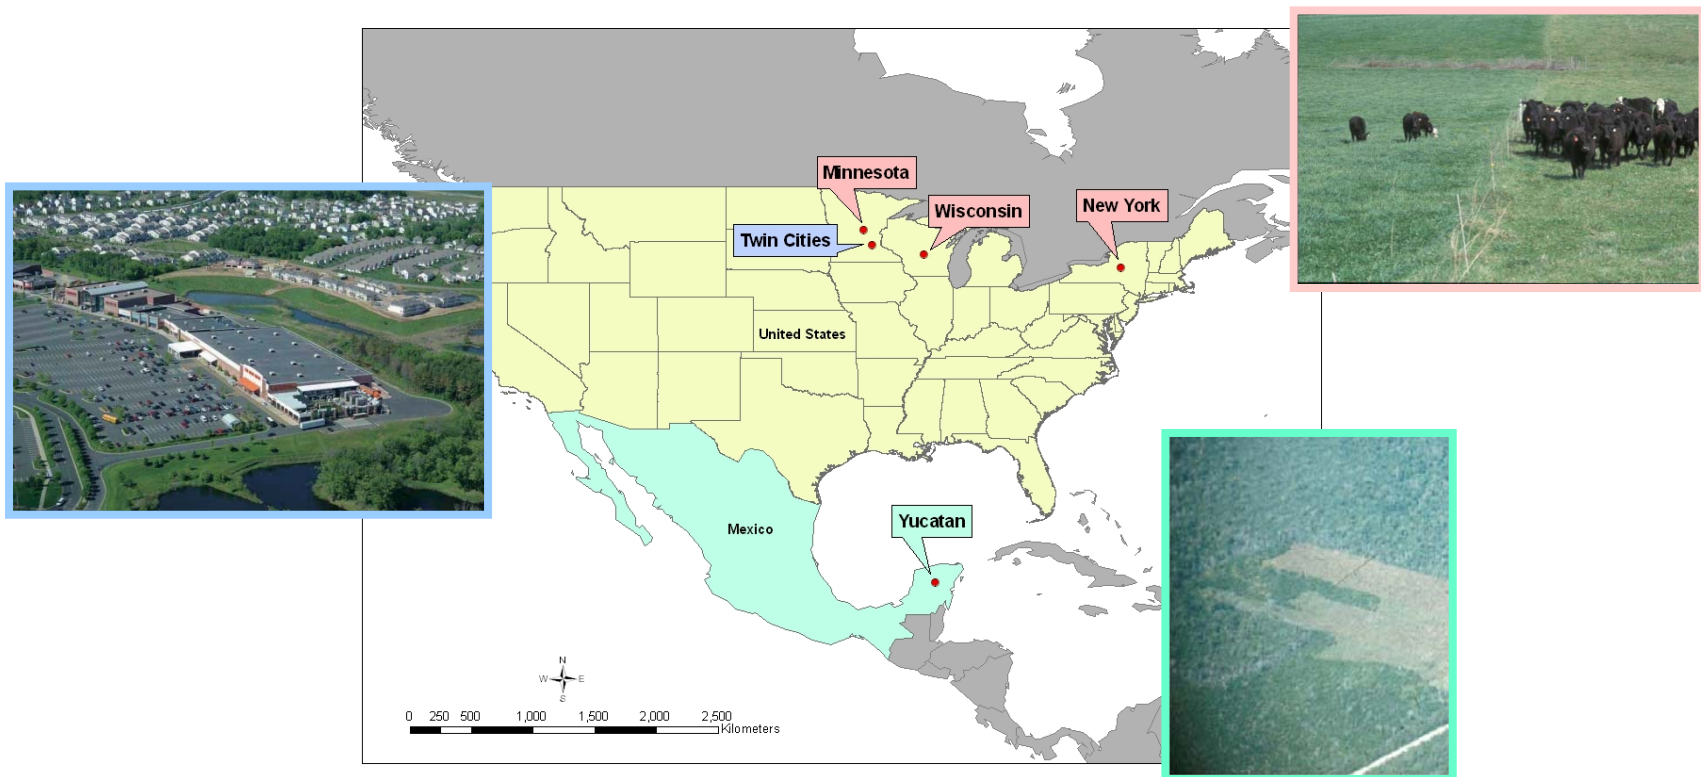 Minnesota
Wisconsin
New York
Twin Cities
United States
Yucatan
Mexico
N
W E
S
0 250 500 1,000 1,500 2,000 2,500
Kilometers